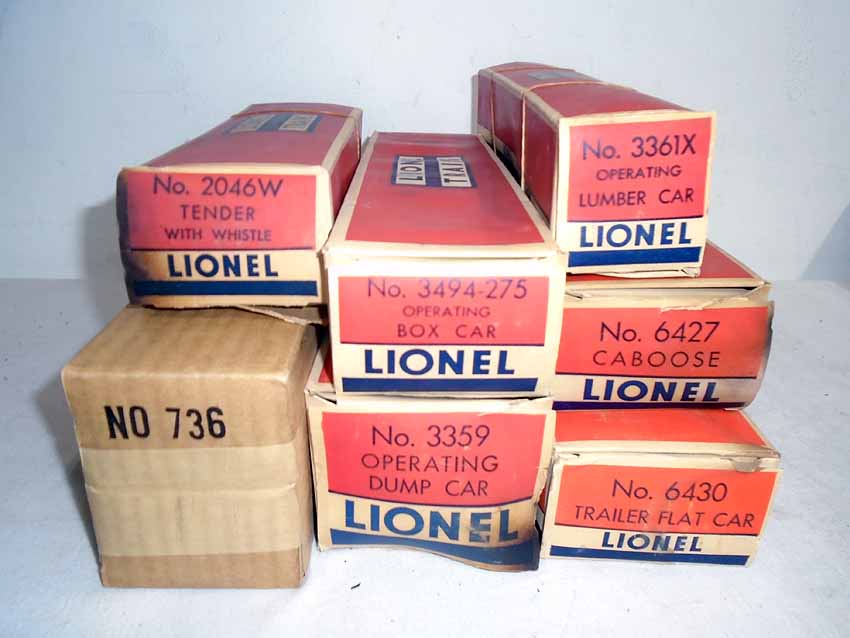 No. 2046W
TENDER
WITH WHISTLE
LIONEL
LIONEL
TRAINS
No. 3361X
OPERATING
LUMBER CAR
LIONEL
No. 3494-275
OPERATING
BOX CAR
LIONEL
No. 6427
CABOOSE
LIONEL
NO 736
No. 3359
OPERATING
DUMP CAR
LIONEL
No. 6430
TRAILER FLAT CAR
LIONEL